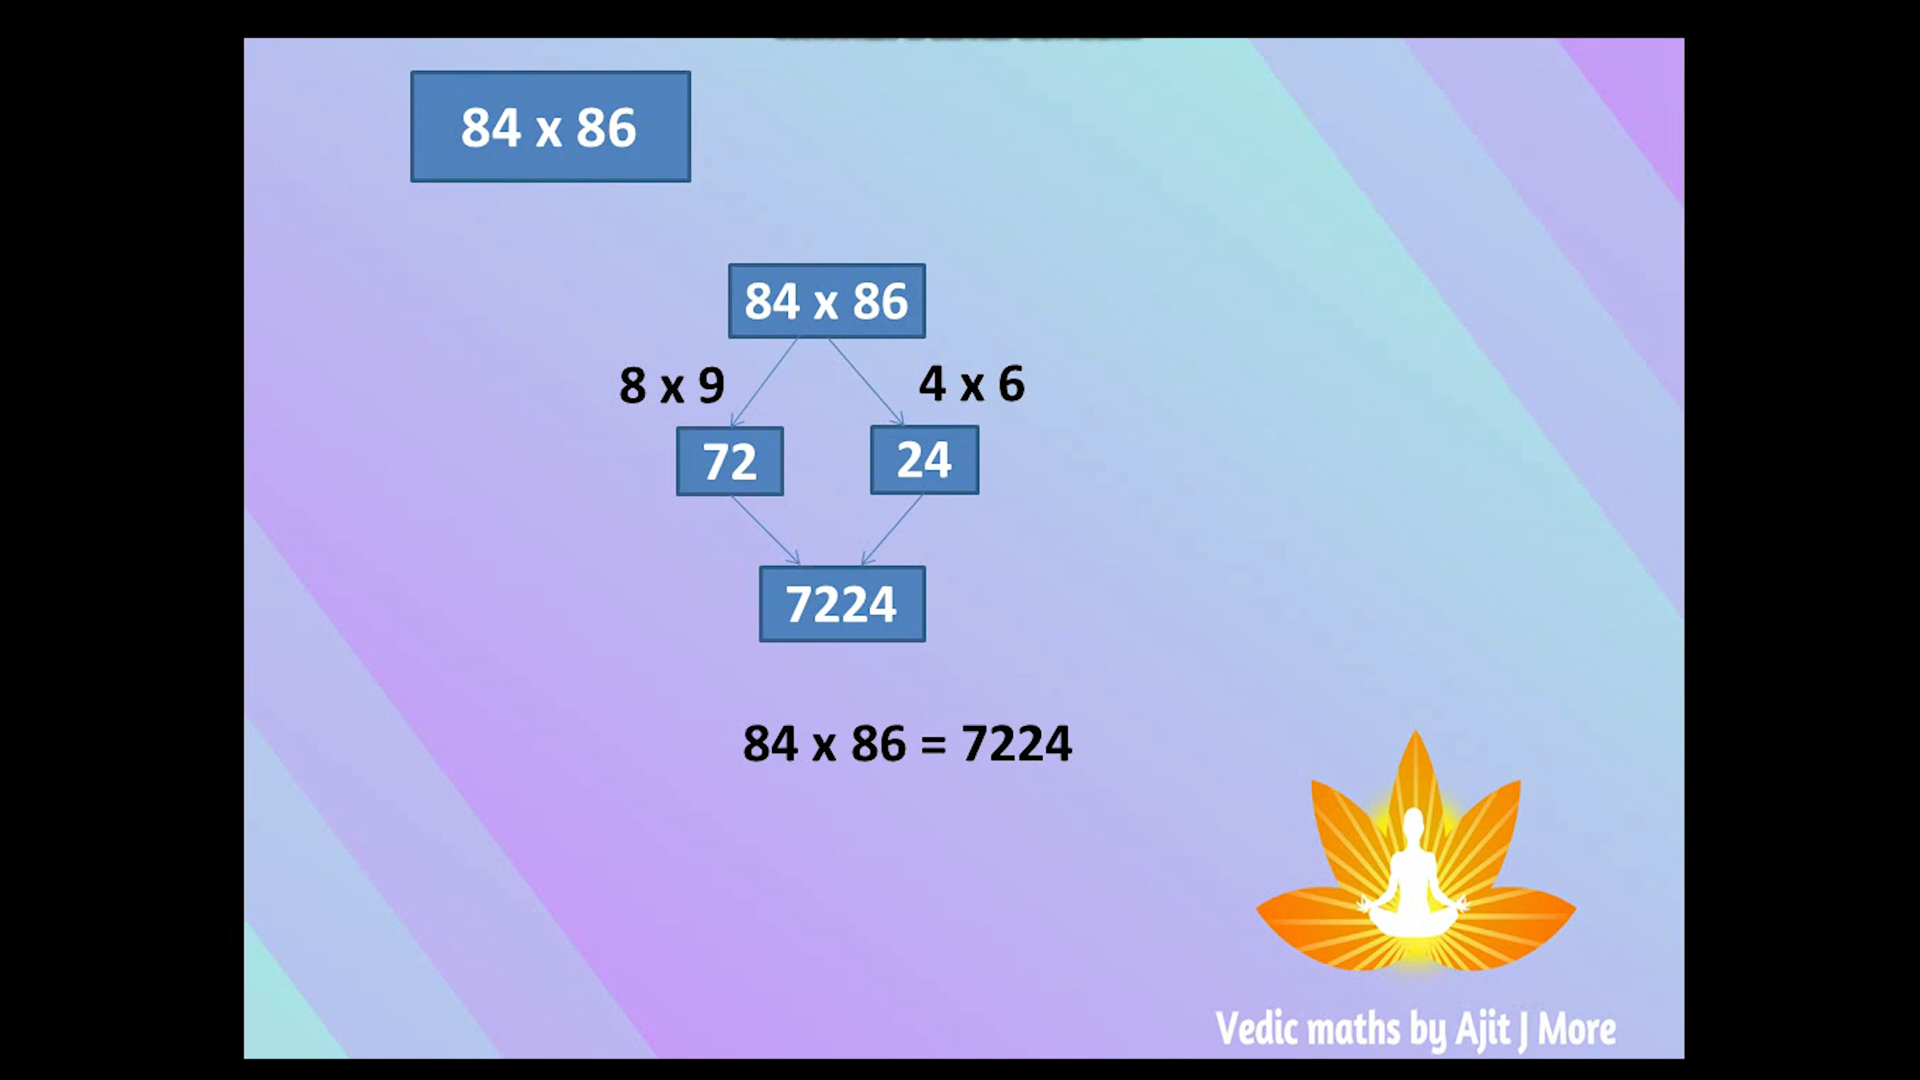 84 x 86
84 x 86
8 x 9
4 x 6
72
24
7224
84 x 86 = 7224
Vedic maths by Ajit J More